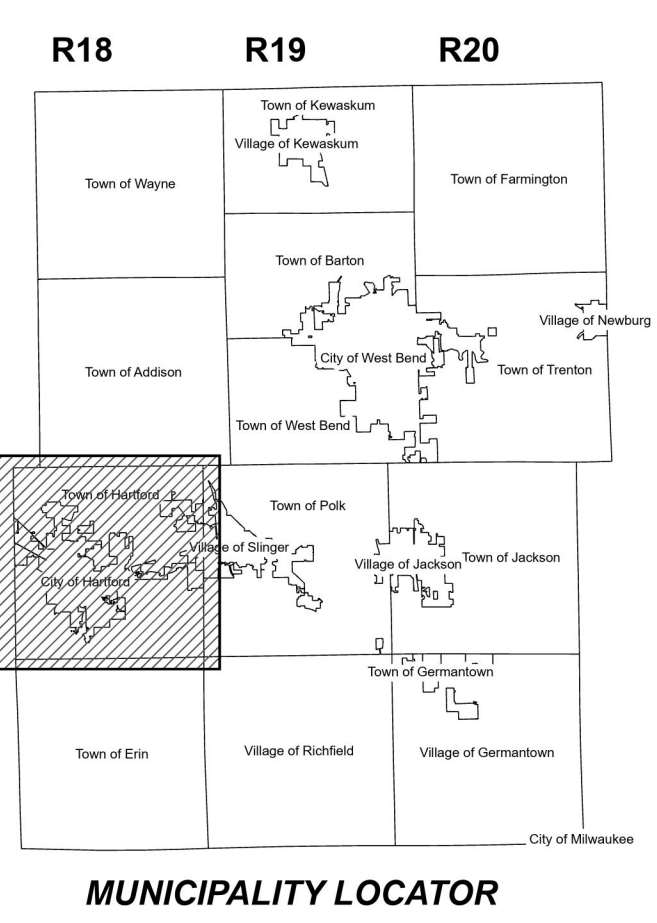 R18 R19 R20
Town of Kewaskum
Village of Kewaskum
Town of Wayne
Town of Farmington
Town of Barton
Village of Newburg
City of West Bend
Town of Addison
Town of Trenton
Town of West Bend
Town of Hartford
Town of Polk
Village of Slinger
Town of Jackson
Village of Jackson
City of Hartford
Town of Germantown
Town of Erin
Village of Richfield
Village of Germantown
City of Milwaukee
MUNICIPALITY LOCATOR